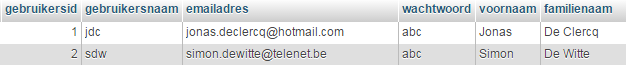 gebruikersid gebruikersnaam emailadres wachtwoord voornaam familienaam
1 jdc jonas.declercq@hotmail.com abc Jonas De Clercq
2 sdw simon.dewitte@telenet.be abc Simon De Witte